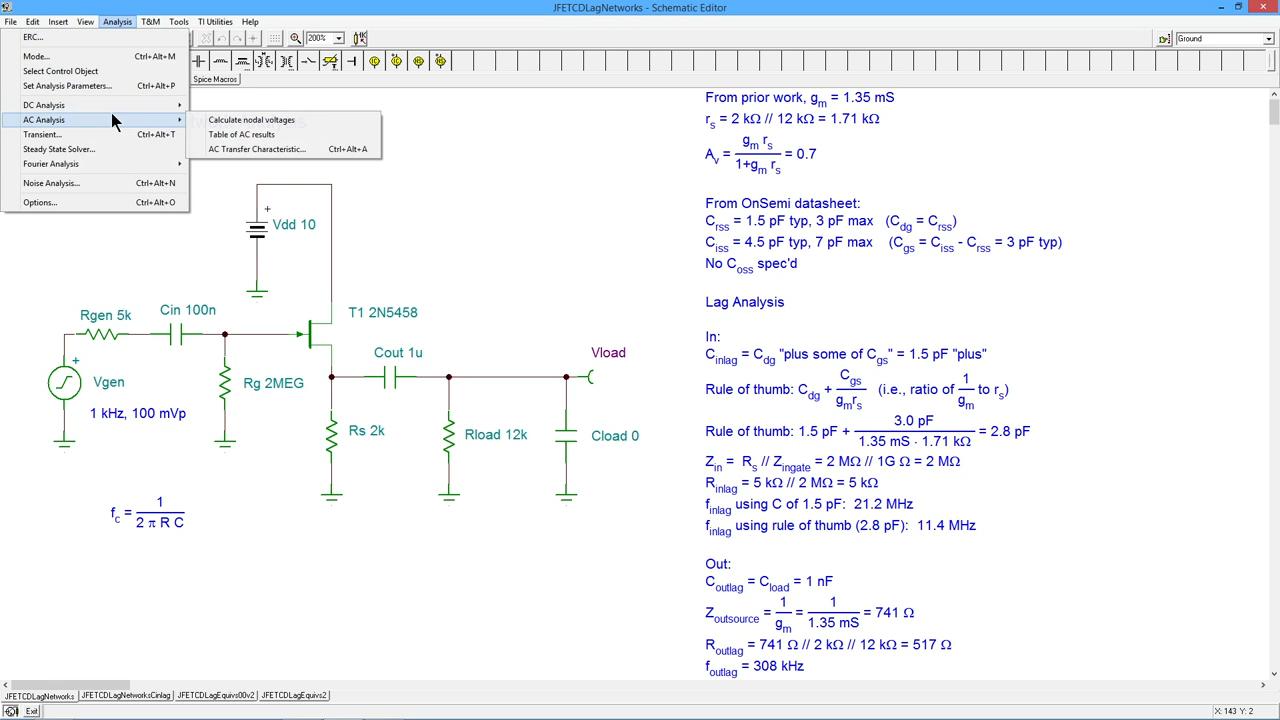 JFETCDLagNetworks - Schematic Editor
File Edit Insert View Analysis T&M Tools TI Utilities Help
200%
Ground
Spice Macros
ERC...
Mode... Ctrl+Alt+M
Select Control Object
Set Analysis Parameters... Ctrl+Alt+P
DC Analysis
AC Analysis
Transient... Ctrl+Alt+T
Steady State Solver...
Fourier Analysis
Noise Analysis... Ctrl+Alt+N
Options... Ctrl+Alt+O
Calculate nodal voltages
Table of AC results
AC Transfer Characteristic... Ctrl+Alt+A
+
Vdd 10
Rgen 5k
Cin 100n
T1 2N5458
+
Vgen
1 kHz, 100 mVp
Rg 2MEG
Cout 1u
Vload
Rs 2k
Rload 12k
Cload 0
fc = 1 / 2 π R C
From prior work, gm = 1.35 mS
rs = 2 kΩ // 12 kΩ = 1.71 kΩ
Av = gm rs / 1+gm rs = 0.7
From OnSemi datasheet:
Crss = 1.5 pF typ, 3 pF max (Cdg = Crss)
Ciss = 4.5 pF typ, 7 pF max (Cgs = Ciss - Crss = 3 pF typ)
No Coss spec'd
Lag Analysis
In:
Cinlag = Cdg "plus some of Cgs" = 1.5 pF "plus"
Rule of thumb: Cdg + Cgs / gmrs (i.e., ratio of 1 / gm to rs)
Rule of thumb: 1.5 pF + 3.0 pF / 1.35 mS · 1.71 kΩ = 2.8 pF
Zin = Rs // Zingate = 2 MΩ // 1G Ω = 2 MΩ
Rinlag = 5 kΩ // 2 MΩ = 5 kΩ
finlag using C of 1.5 pF: 21.2 MHz
finlag using rule of thumb (2.8 pF): 11.4 MHz
Out:
Coutlag = Cload = 1 nF
Zoutsource = 1 / gm = 1 / 1.35 mS = 741 Ω
Routlag = 741 Ω // 2 kΩ // 12 kΩ = 517 Ω
foutlag = 308 kHz
JFETCDLagNetworks JFETCDLagNetworksCinlag JFETCDLagEquivs00v2 JFETCDLagEquivs2
Exit
X: 143 Y: 2